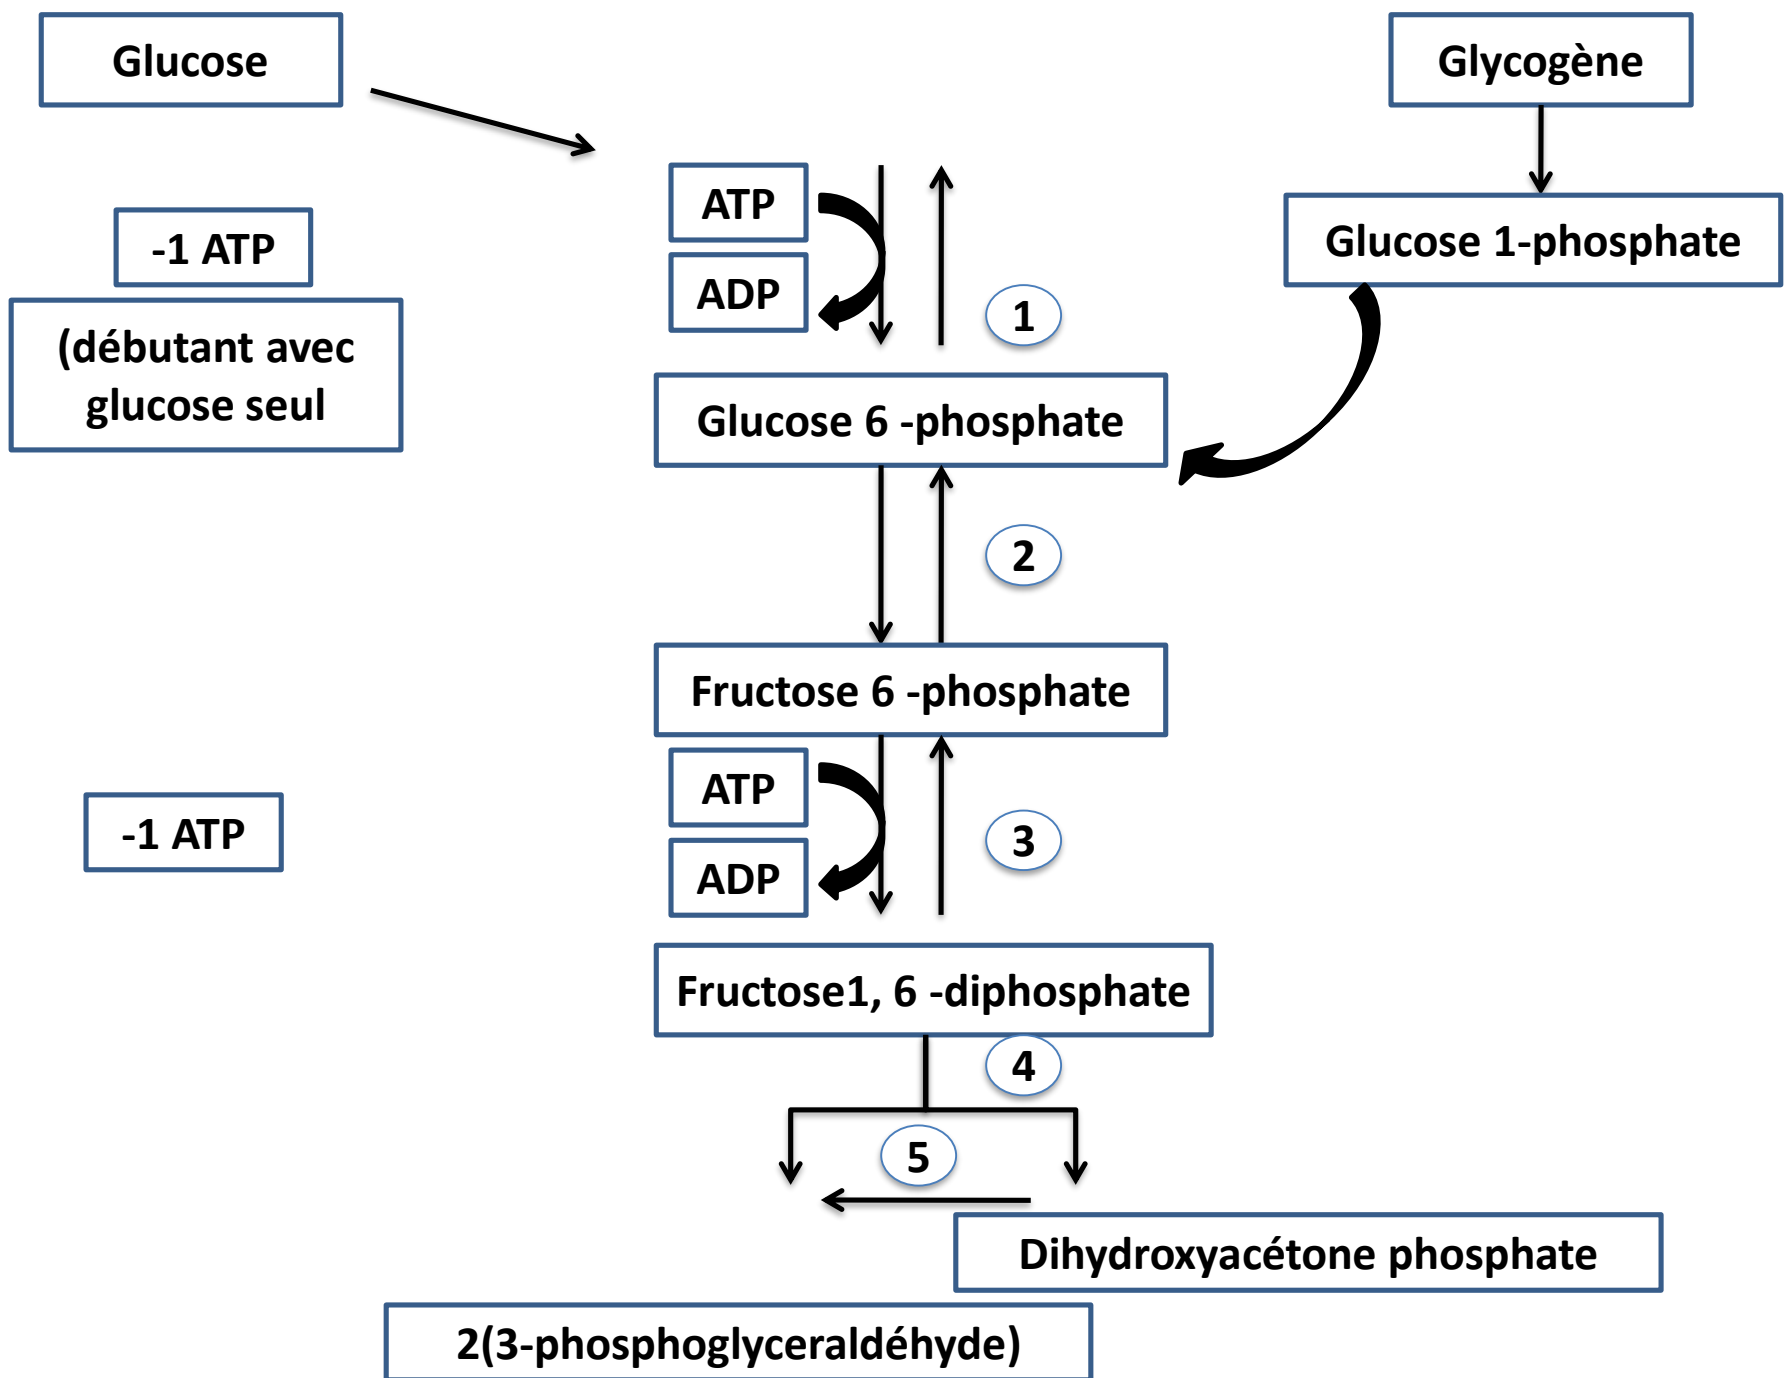 Glucose
Glycogène
ATP
-1 ATP
Glucose 1-phosphate
ADP
1
(débutant avec
glucose seul
Glucose 6 -phosphate
2
Fructose 6 -phosphate
ATP
-1 ATP
3
ADP
Fructose1, 6 -diphosphate
4
5
Dihydroxyacétone phosphate
2(3-phosphoglyceraldéhyde)